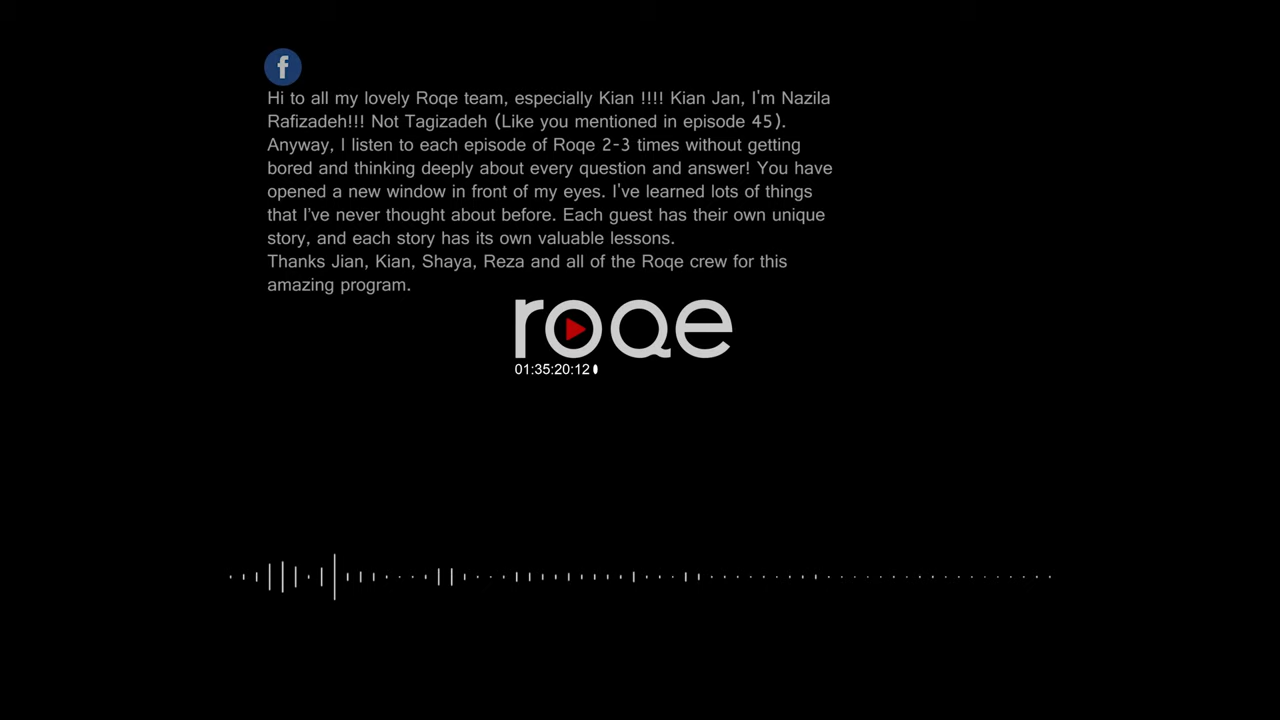 f
Hi to all my lovely Roqe team, especially Kian !!!! Kian Jan, I'm Nazila
Rafizadeh!!! Not Tagizadeh (Like you mentioned in episode 45).
Anyway, I listen to each episode of Roqe 2-3 times without getting
bored and thinking deeply about every question and answer! You have
opened a new window in front of my eyes. I've learned lots of things
that I've never thought about before. Each guest has their own unique
story, and each story has its own valuable lessons.
Thanks Jian, Kian, Shaya, Reza and all of the Roqe crew for this
amazing program.
roqe
01:35:20:12